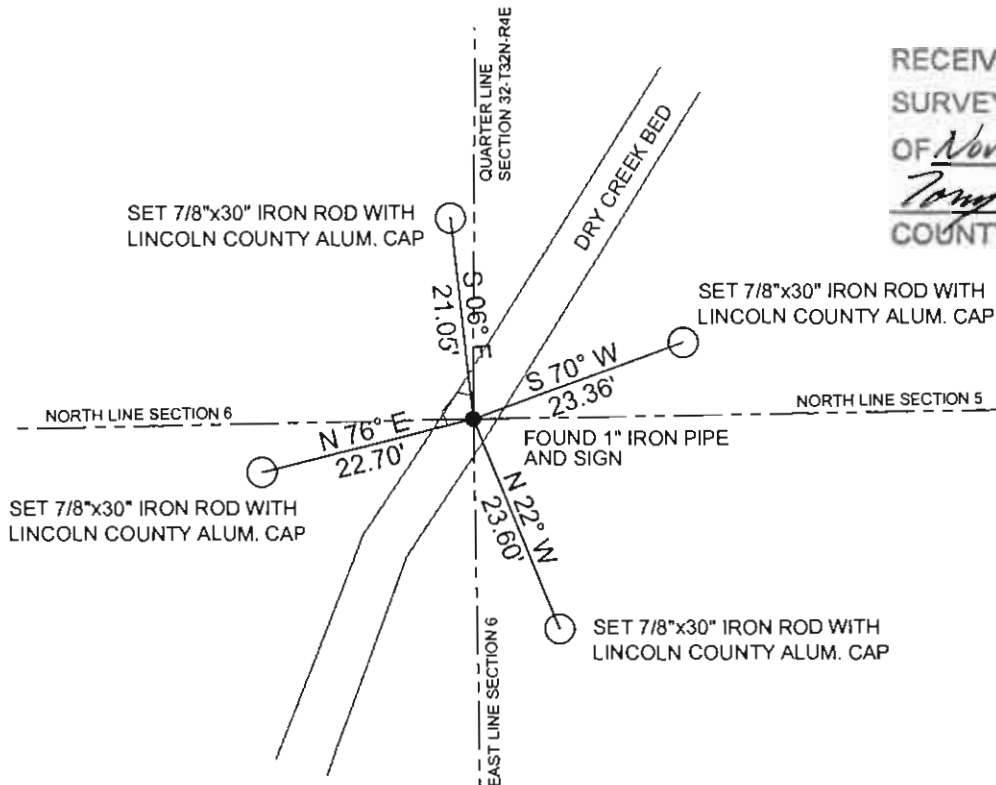 QUARTER LINE
SECTION 32-T32N-R4E
RECEIV
SURVEY
OF Nov
Tony
COUNTY
DRY CREEK BED
SET 7/8"x30" IRON ROD WITH
LINCOLN COUNTY ALUM. CAP
S 06° E
21.05'
SET 7/8"x30" IRON ROD WITH
LINCOLN COUNTY ALUM. CAP
S 70° W
23.36'
NORTH LINE SECTION 6
NORTH LINE SECTION 5
N 76° E
22.70'
FOUND 1" IRON PIPE
AND SIGN
SET 7/8"x30" IRON ROD WITH
LINCOLN COUNTY ALUM. CAP
N 22° W
23.60'
SET 7/8"x30" IRON ROD WITH
LINCOLN COUNTY ALUM. CAP
EAST LINE SECTION 6